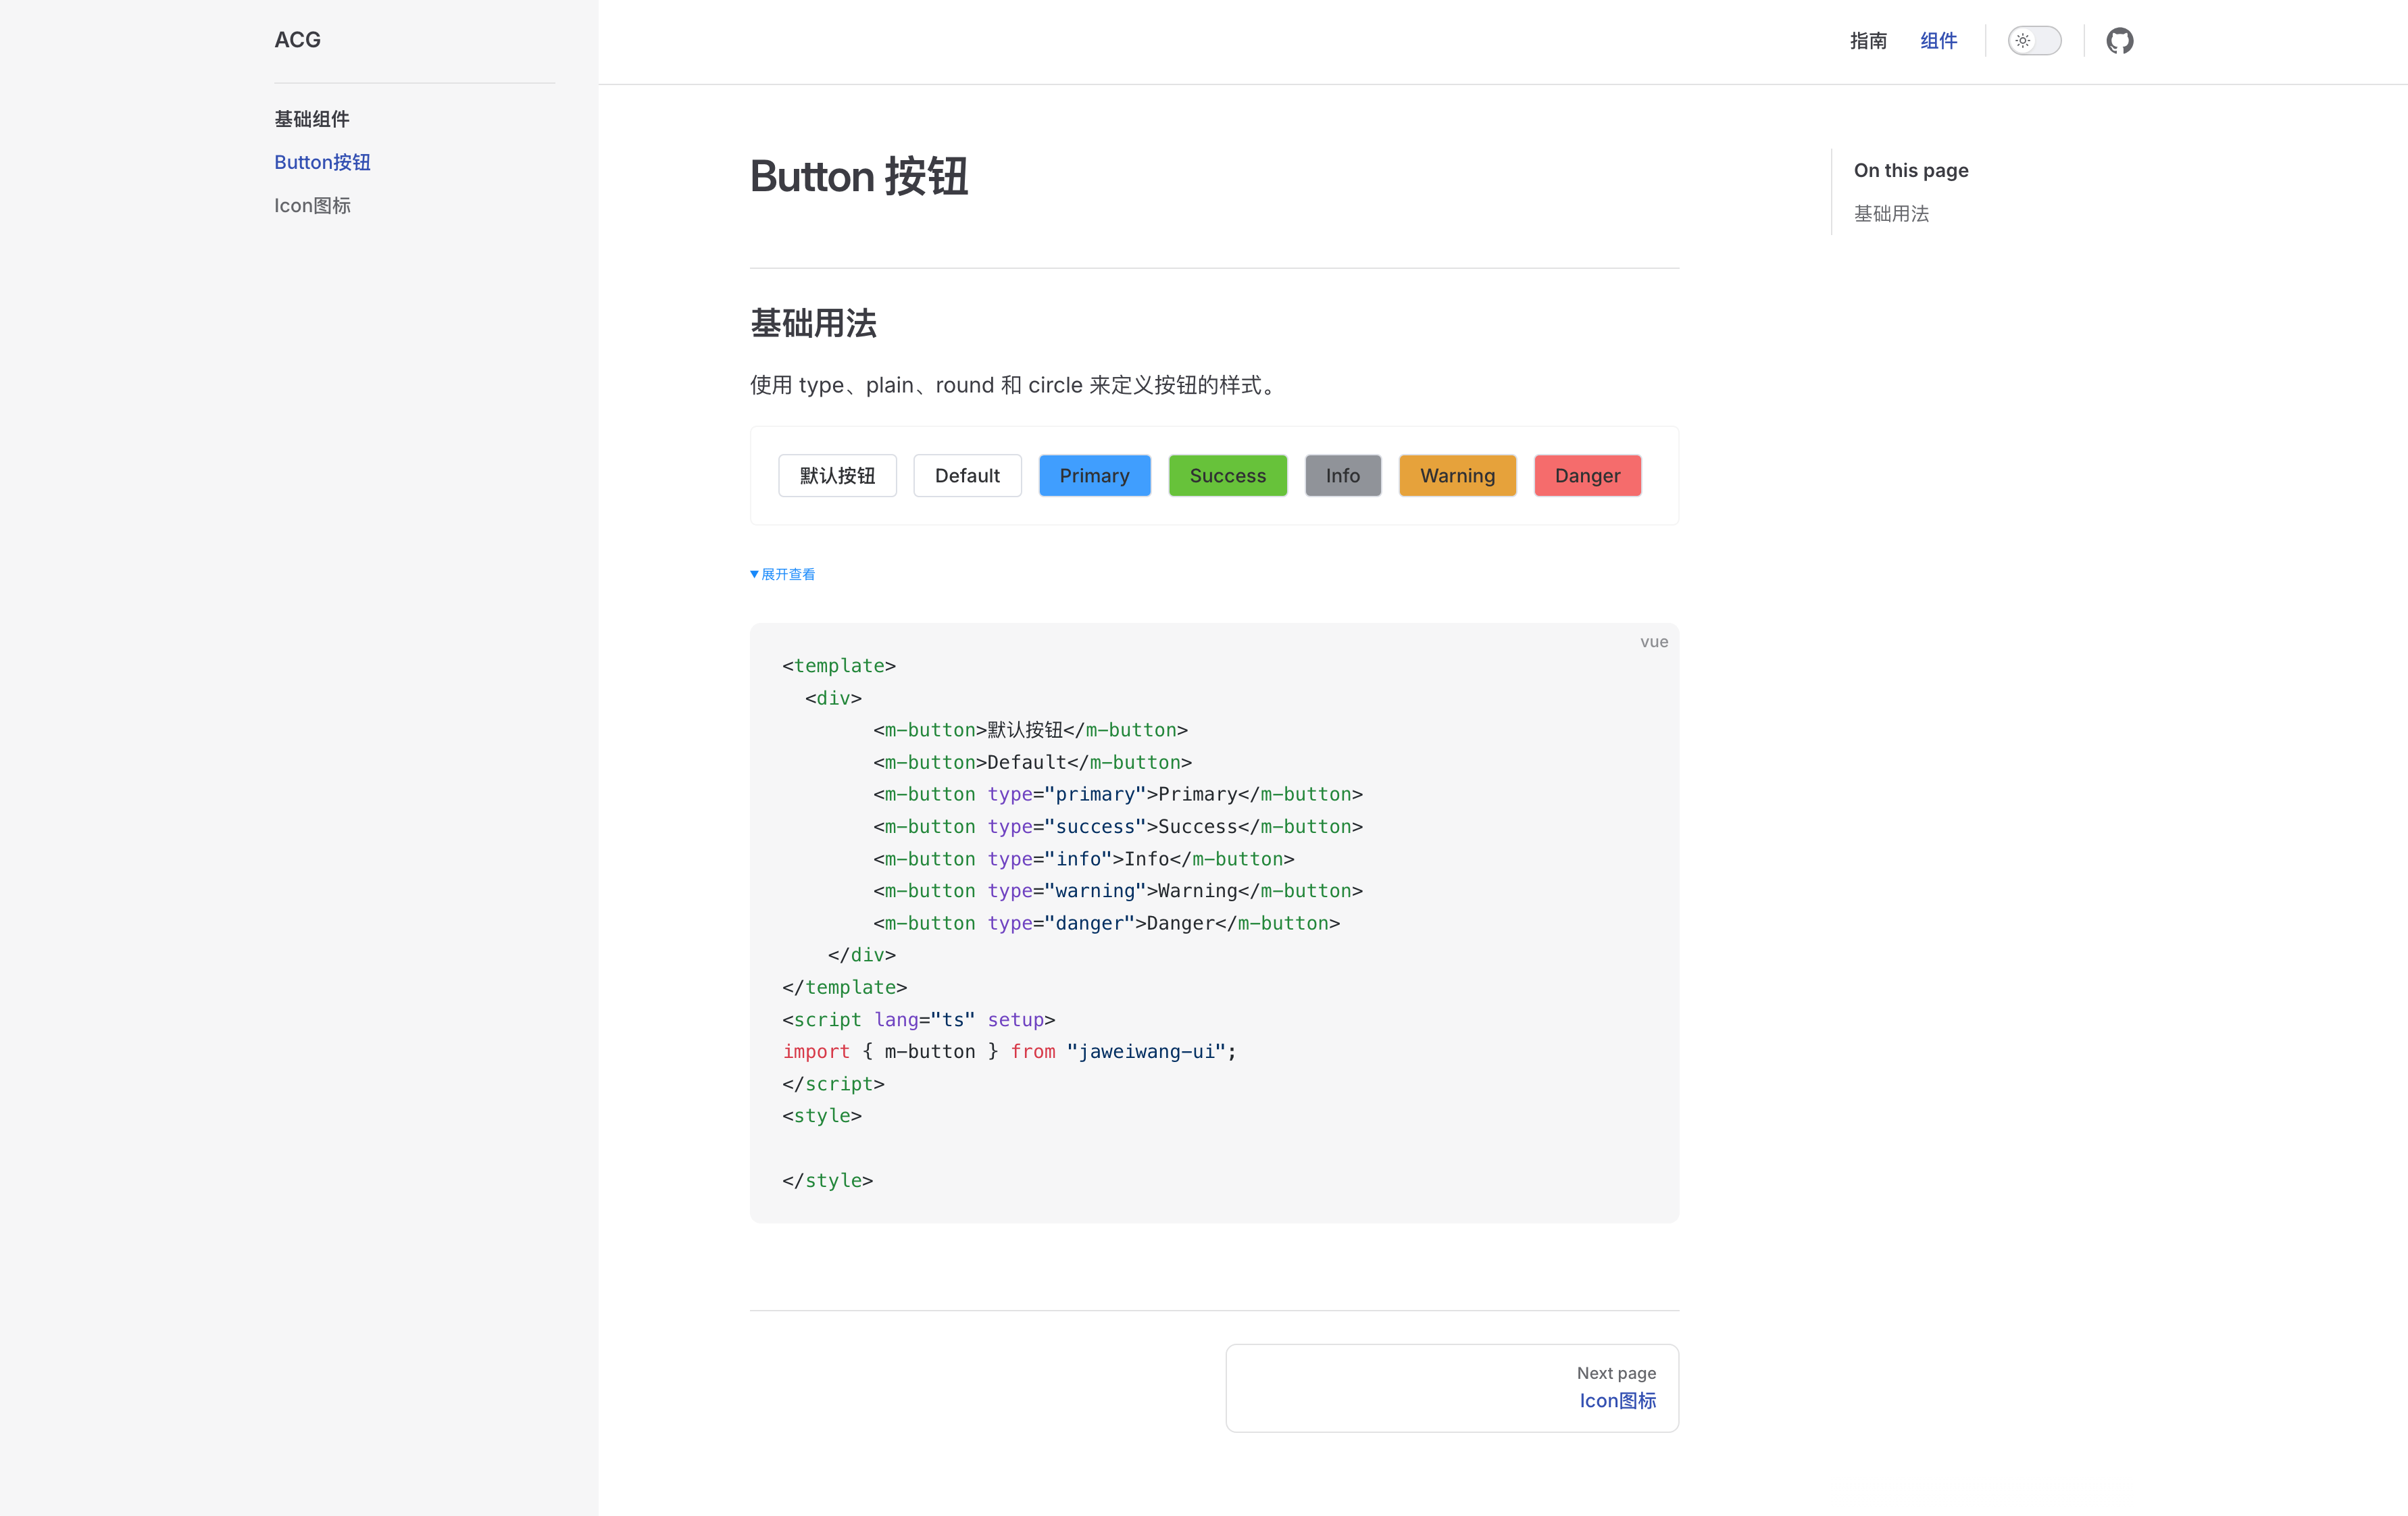 ACG
基础组件
Button按钮
Icon图标
指南 组件
Button 按钮
On this page
基础用法
基础用法
使用 type、plain、round 和 circle 来定义按钮的样式。
默认按钮 Default Primary Success Info Warning Danger
▼展开查看
vue
<template>
  <div>
        <m-button>默认按钮</m-button>
        <m-button>Default</m-button>
        <m-button type="primary">Primary</m-button>
        <m-button type="success">Success</m-button>
        <m-button type="info">Info</m-button>
        <m-button type="warning">Warning</m-button>
        <m-button type="danger">Danger</m-button>
    </div>
</template>
<script lang="ts" setup>
import { m-button } from "jaweiwang-ui";
</script>
<style>

</style>
Next page
Icon图标